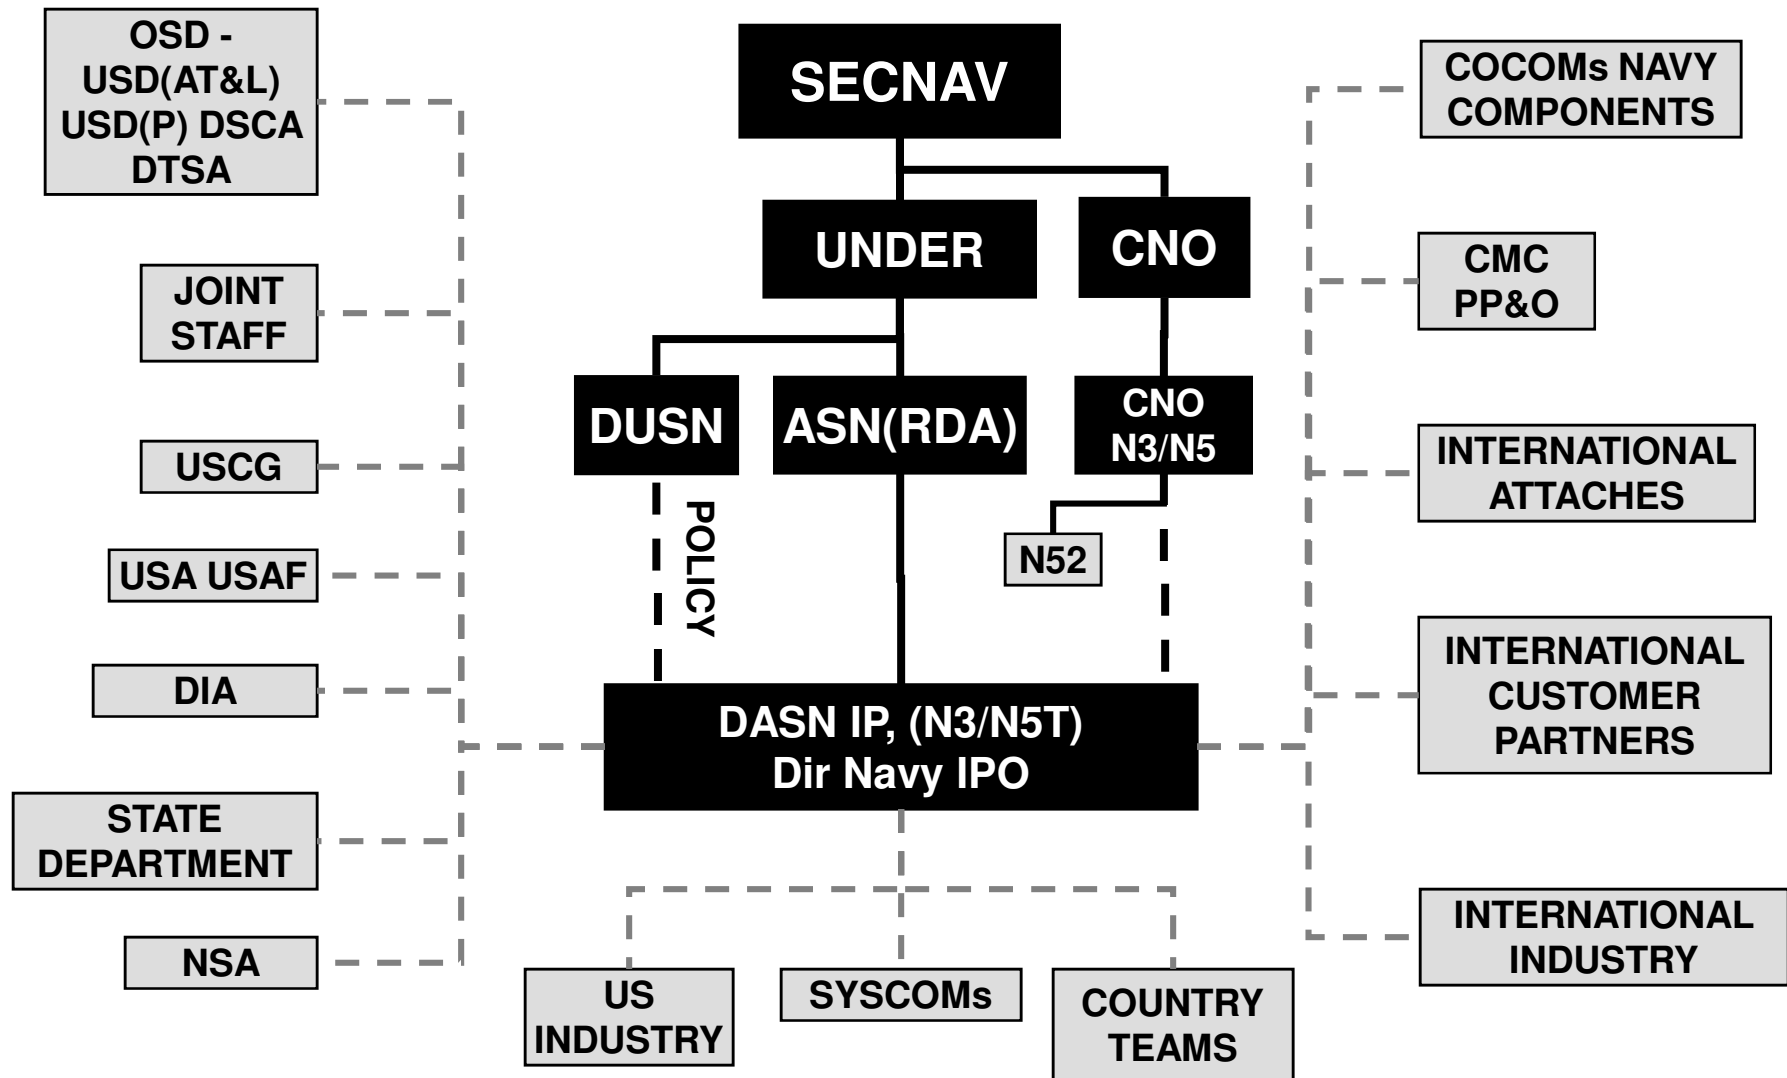 OSD -
USD(AT&L)
USD(P) DSCA
DTSA
JOINT
STAFF
USCG
USA USAF
DIA
STATE
DEPARTMENT
NSA
SECNAV
UNDER
CNO
DUSN
ASN(RDA)
CNO
N3/N5
POLICY
N52
DASN IP, (N3/N5T)
Dir Navy IPO
US
INDUSTRY
SYSCOMs
COUNTRY
TEAMS
COCOMs NAVY
COMPONENTS
CMC
PP&O
INTERNATIONAL
ATTACHES
INTERNATIONAL
CUSTOMER
PARTNERS
INTERNATIONAL
INDUSTRY